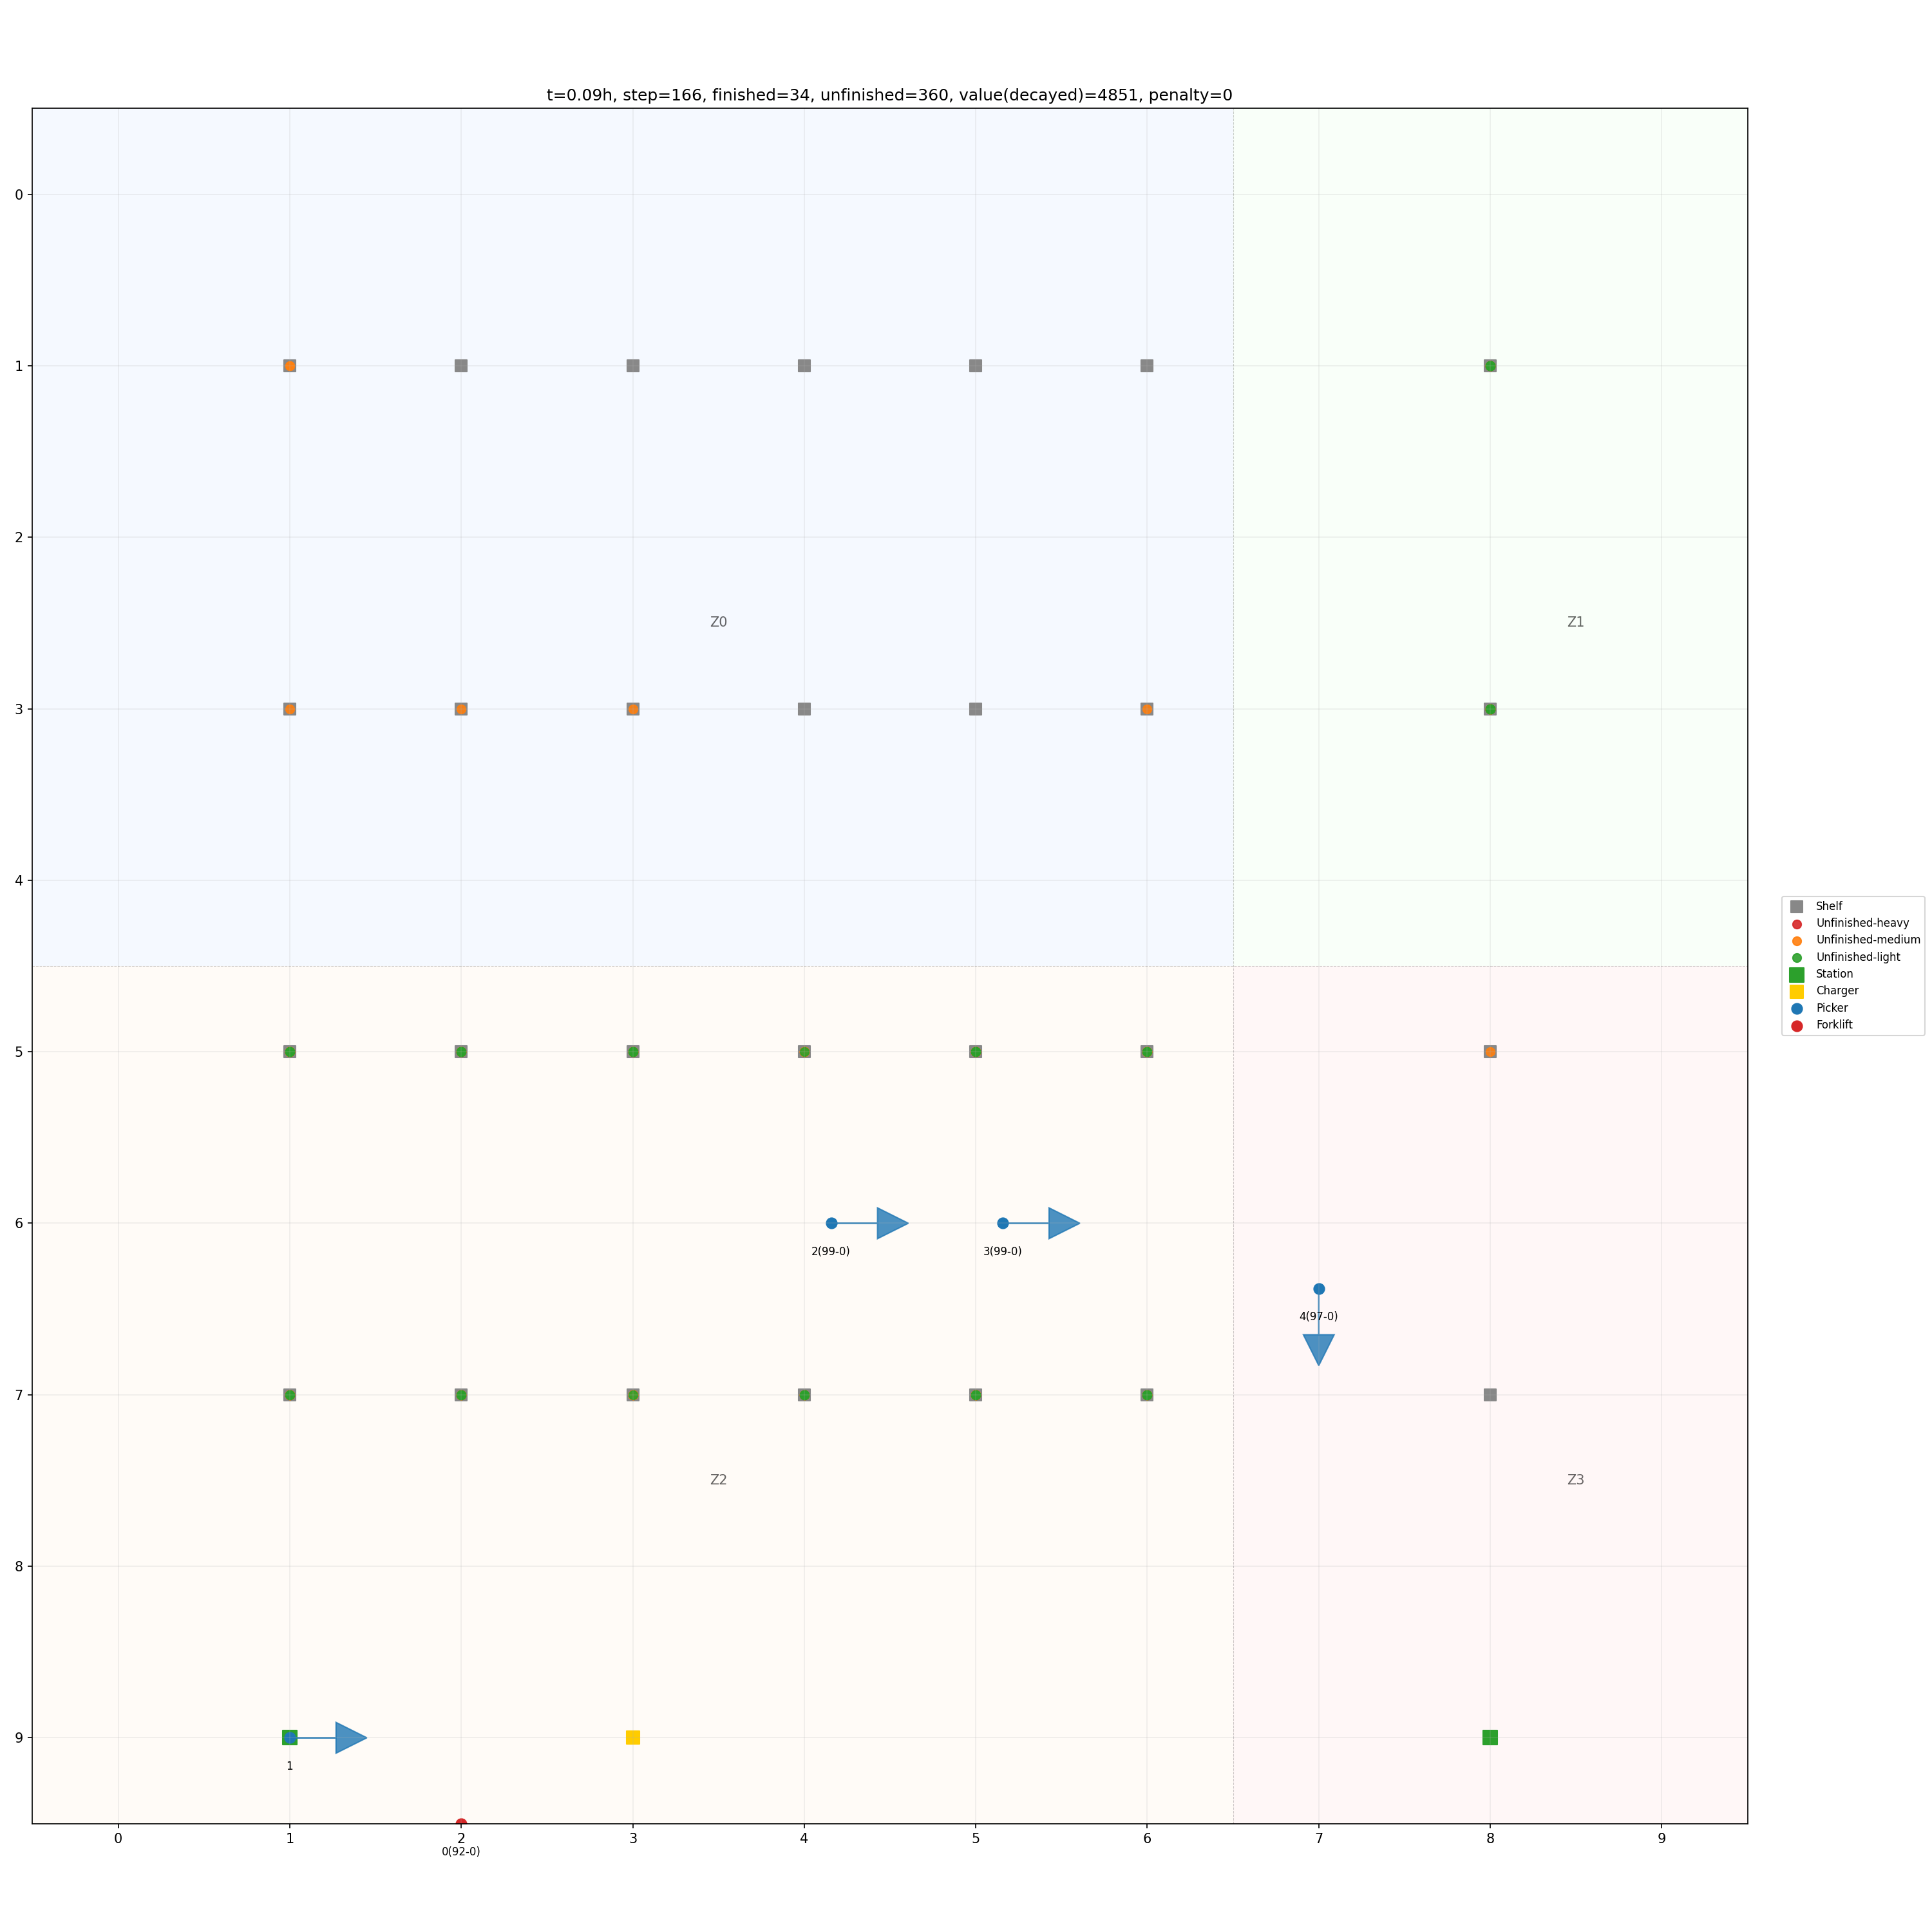 t=0.09h, step=166, finished=34, unfinished=360, value(decayed)=4851, penalty=0
0
1
2
Z0
Z1
3
4
Shelf
Unfinished-heavy
Unfinished-medium
Unfinished-light
Station
Charger
Picker
Forklift
5
6
2(99-0)
3(99-0)
4(97-0)
7
Z2
Z3
8
9
1
0
1
2
3
4
5
6
7
8
9
0(92-0)